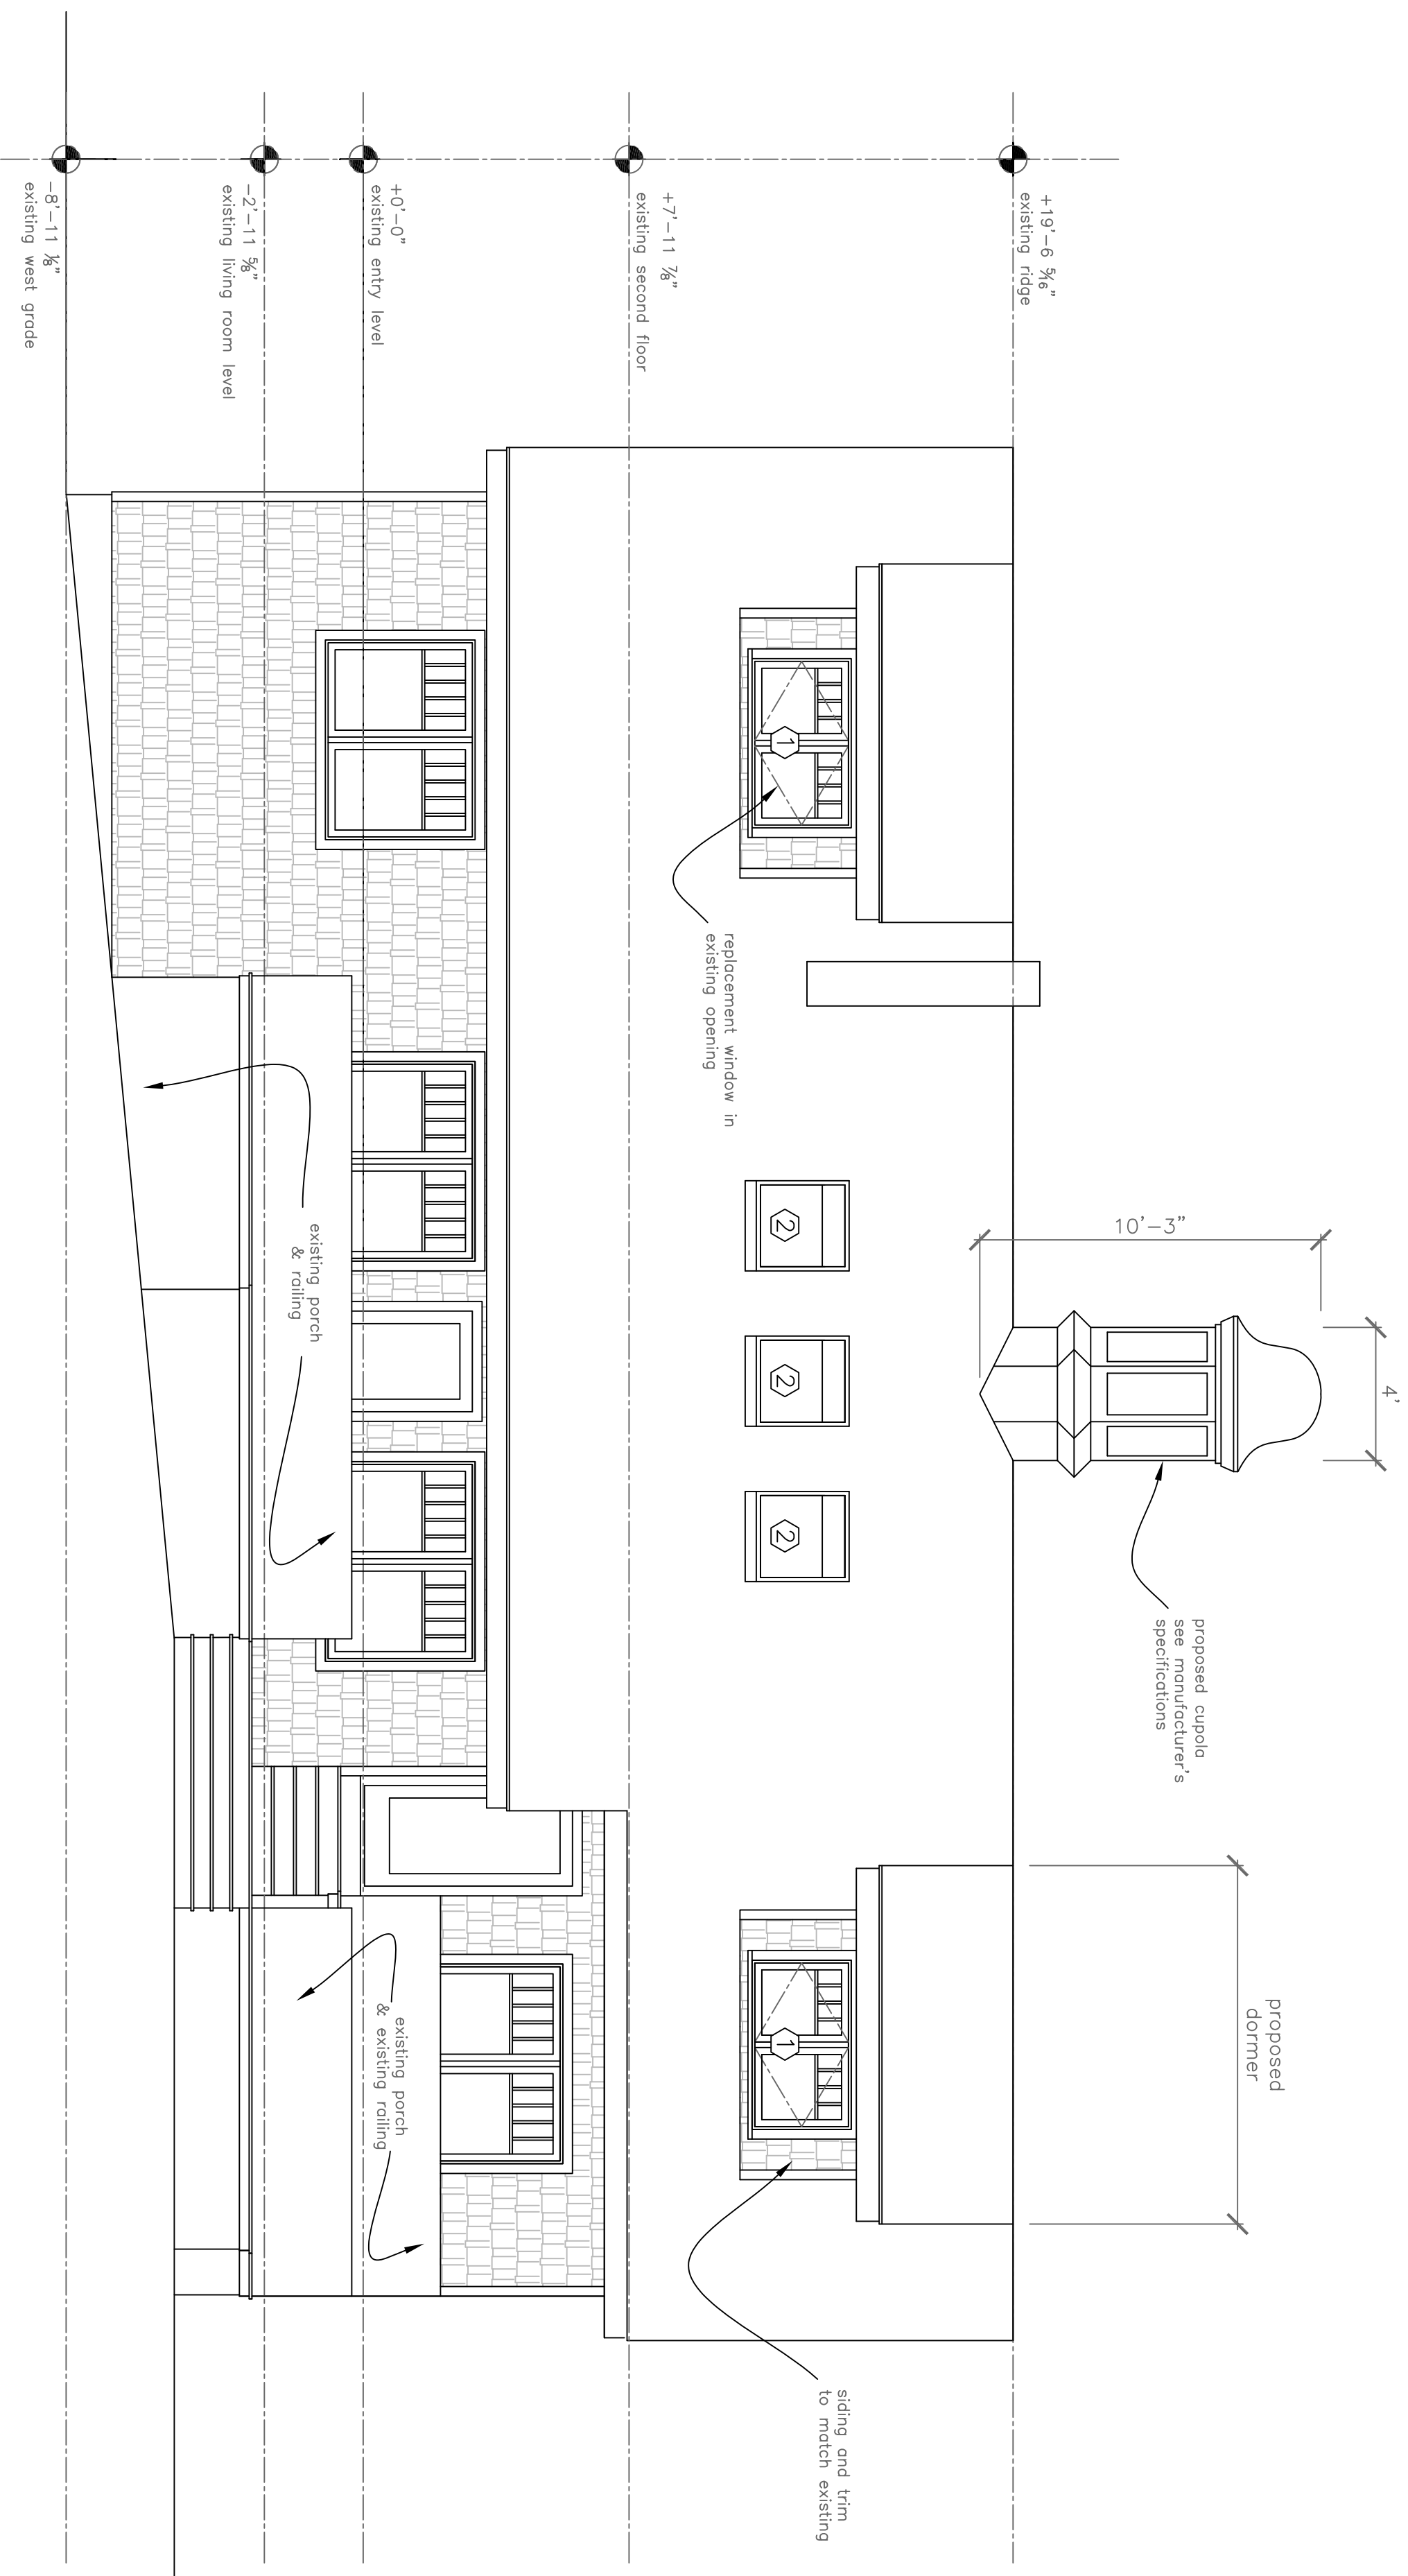 4'
10'-3"
proposed cupola
see manufacturer's
specifications
proposed
dormer
+19'-6 5/16"
existing ridge
siding and trim
to match existing
1
2
2
2
1
replacement window in
existing opening
+7'-11 7/8"
existing second floor
+0'-0"
existing entry level
existing porch
& existing railing
existing porch
& railing
-2'-11 5/8"
existing living room level
-8'-11 1/8"
existing west grade